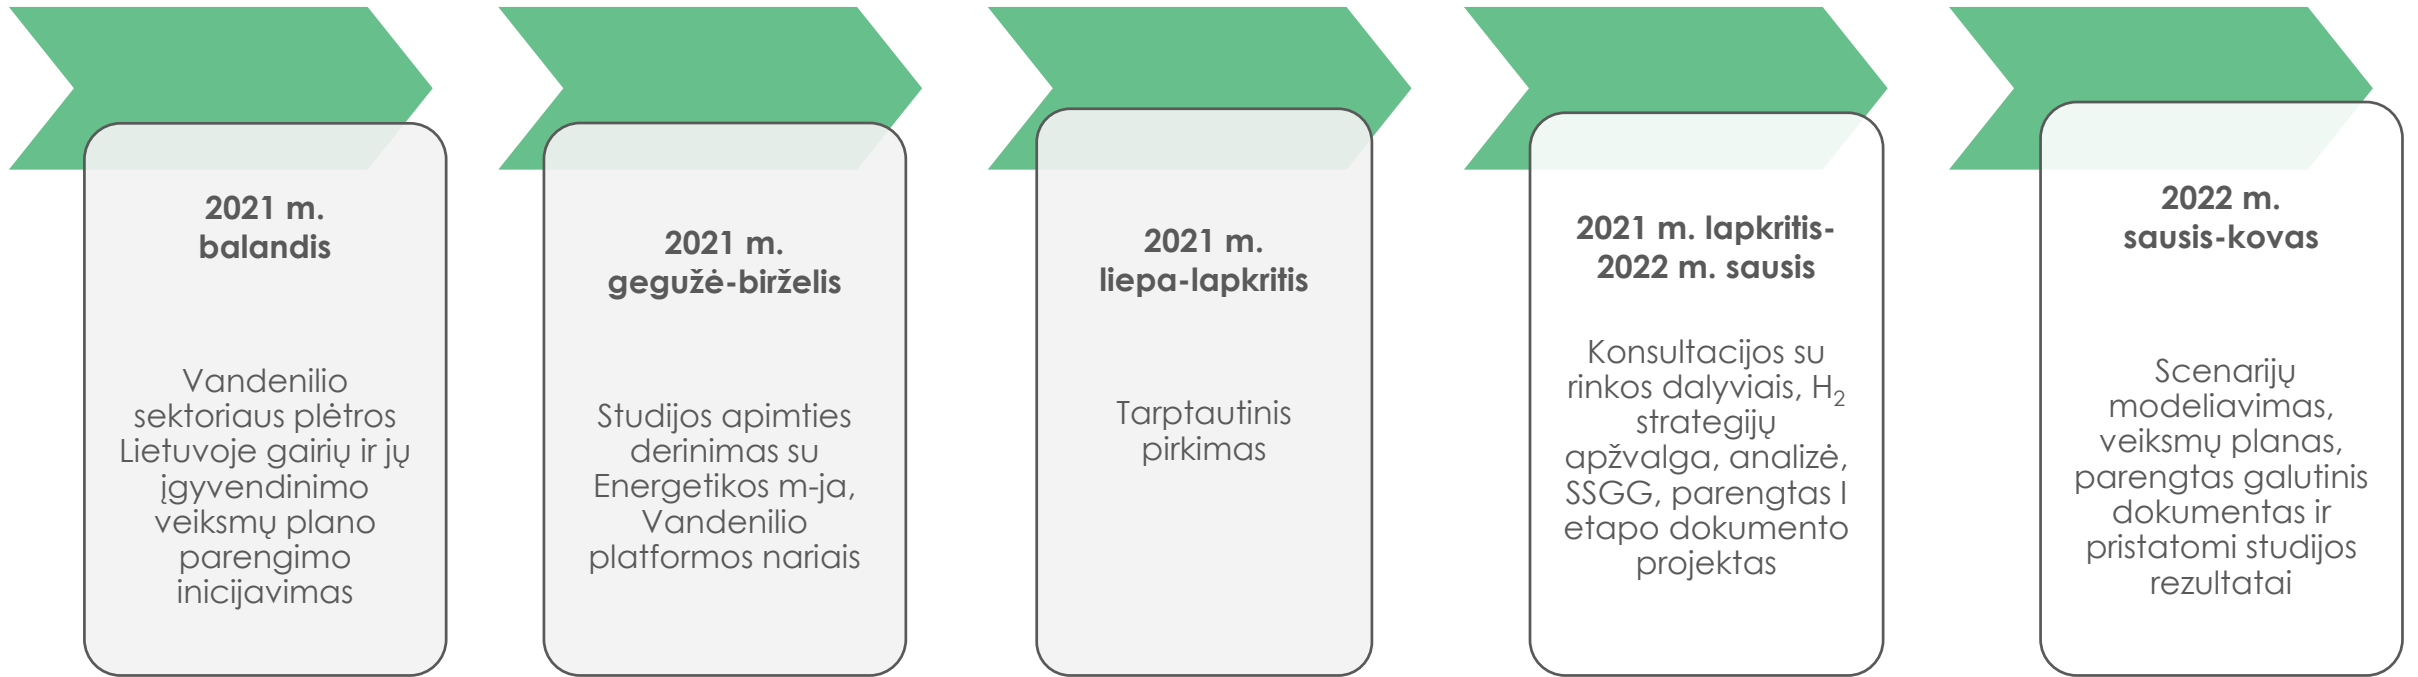 2021 m.
balandis
Vandenilio
sektoriaus plėtros
Lietuvoje gairių ir jų
įgyvendinimo
veiksmų plano
parengimo
inicijavimas
2021 m.
gegužė-birželis
Studijos apimties
derinimas su
Energetikos m-ja,
Vandenilio
platformos nariais
2021 m.
liepa-lapkritis
Tarptautinis
pirkimas
2021 m. lapkritis-
2022 m. sausis
Konsultacijos su
rinkos dalyviais, H₂
strategijų
apžvalga, analizė,
SSGG, parengtas I
etapo dokumento
projektas
2022 m.
sausis-kovas
Scenarijų
modeliavimas,
veiksmų planas,
parengtas galutinis
dokumentas ir
pristatomi studijos
rezultatai